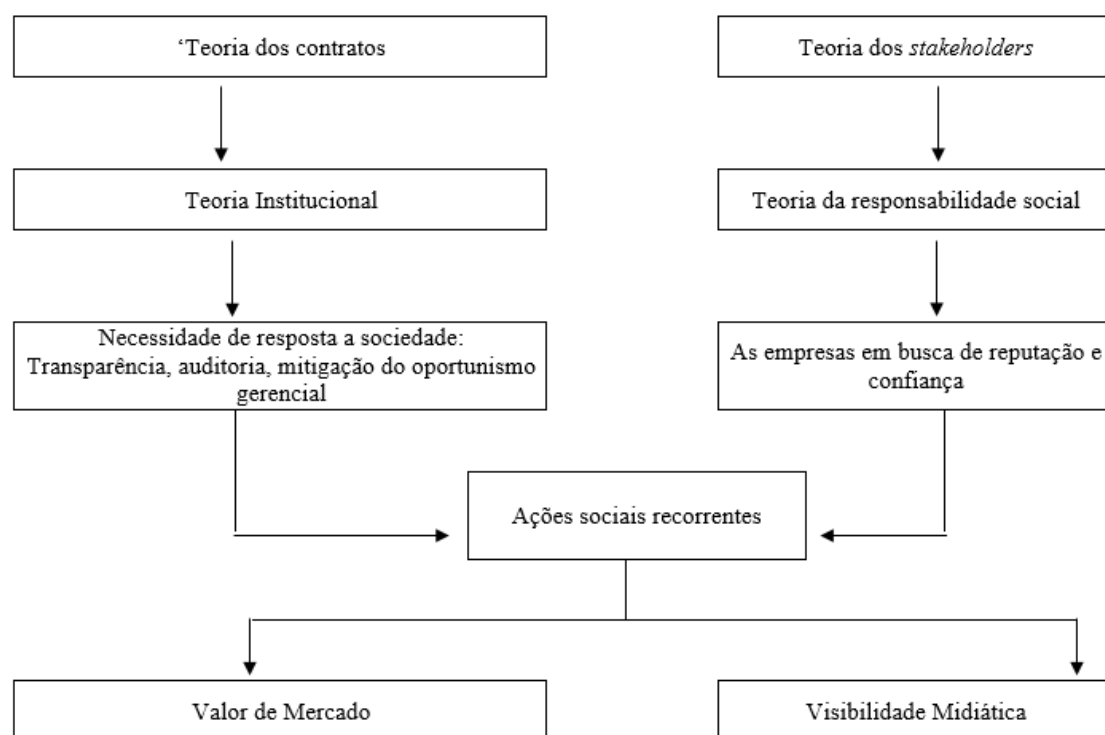 ‘Teoria dos contratos
Teoria dos stakeholders
Teoria Institucional
Teoria da responsabilidade social
Necessidade de resposta a sociedade:
Transparência, auditoria, mitigação do oportunismo
gerencial
As empresas em busca de reputação e
confiança
Ações sociais recorrentes
Valor de Mercado
Visibilidade Midiática